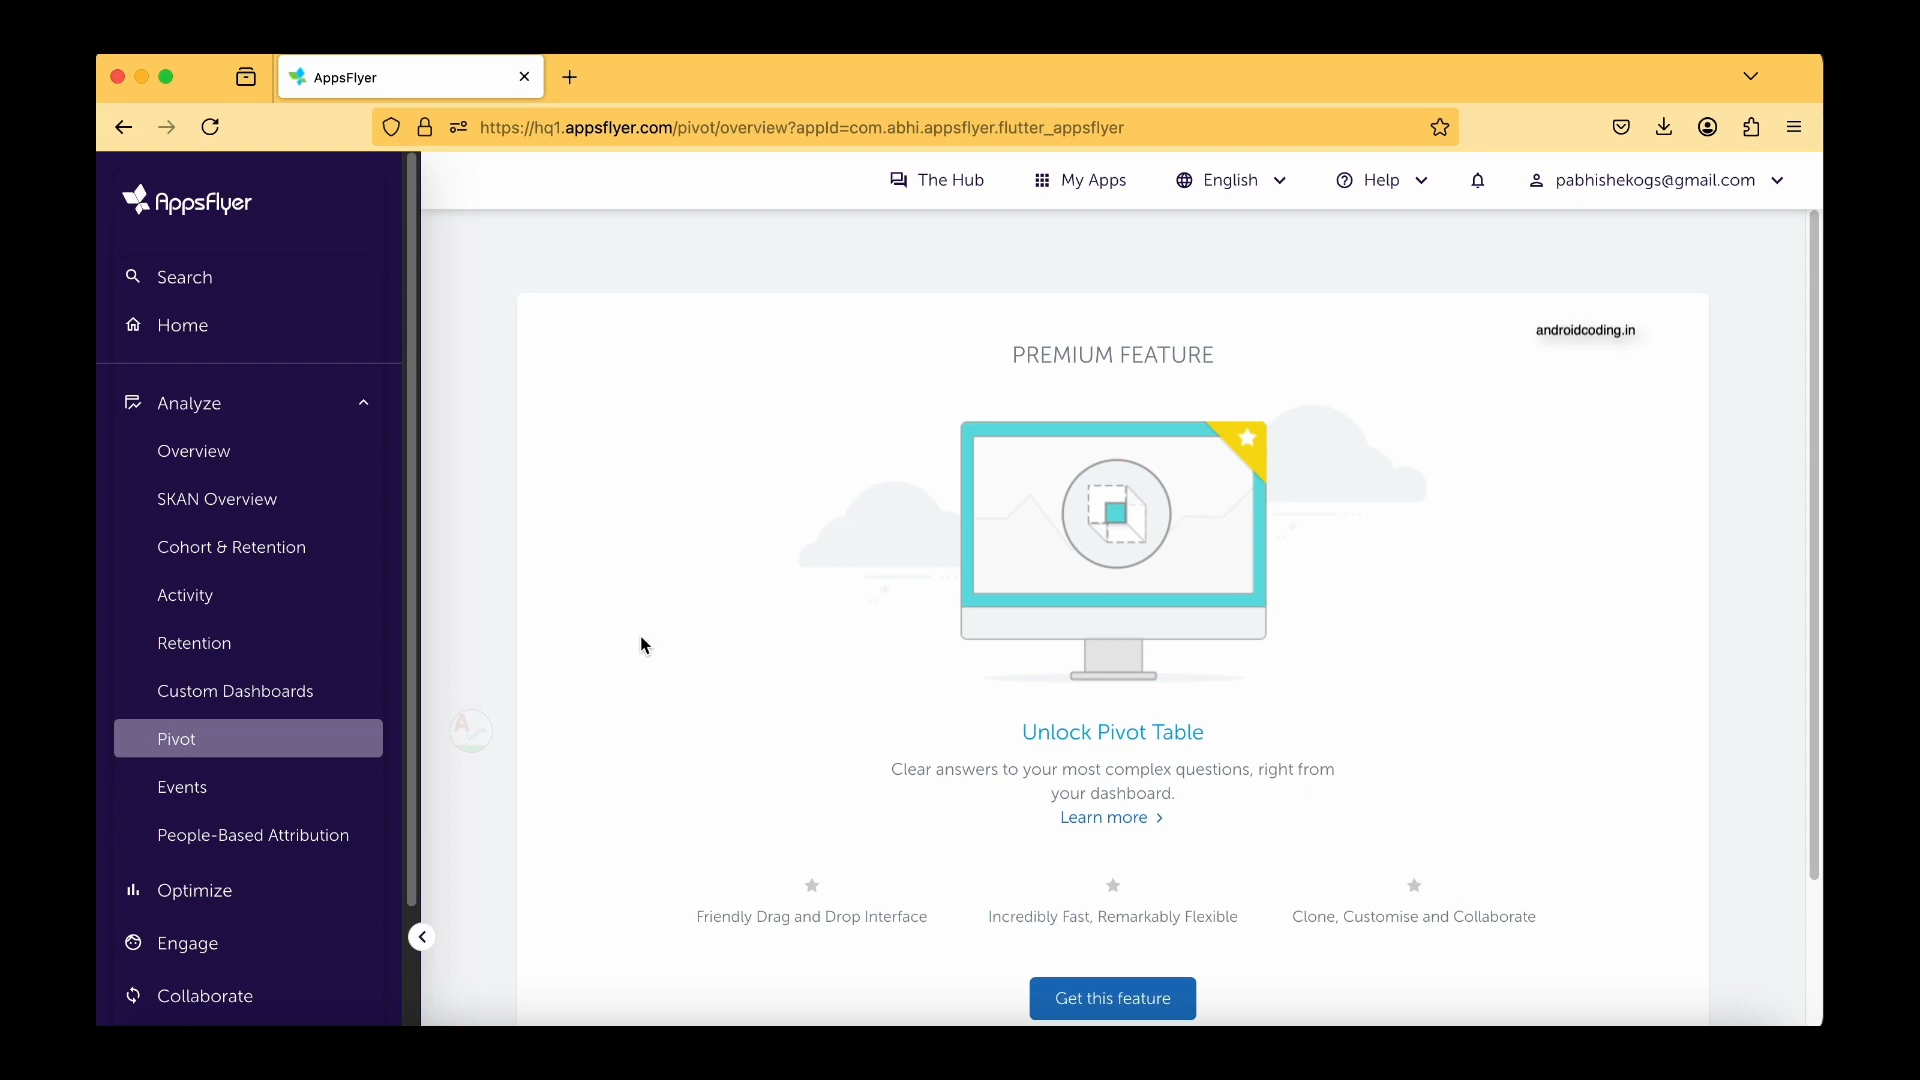 AppsFlyer
https://hq1.appsflyer.com/pivot/overview?appId=com.abhi.appsflyer.flutter_appsflyer
The Hub
My Apps
English
Help
pabhishekogs@gmail.com
AppsFlyer
Search
Home
Analyze
Overview
SKAN Overview
Cohort & Retention
Activity
Retention
Custom Dashboards
Pivot
Events
People-Based Attribution
Optimize
Engage
Collaborate
androidcoding.in
PREMIUM FEATURE
Unlock Pivot Table
Clear answers to your most complex questions, right from
your dashboard.
Learn more
Friendly Drag and Drop Interface
Incredibly Fast, Remarkably Flexible
Clone, Customise and Collaborate
Get this feature